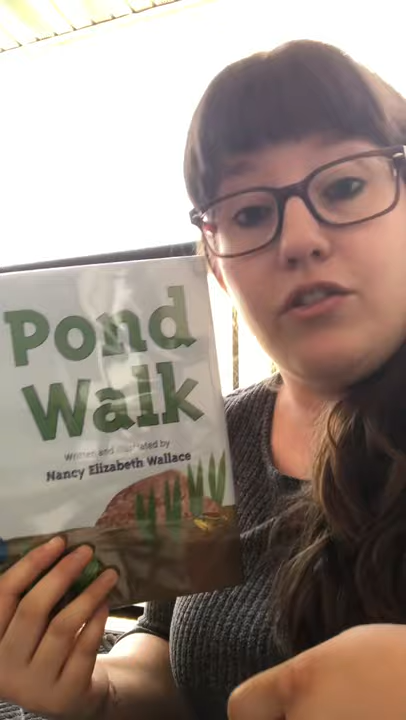 Pond
Walk
Written and illustrated by
Nancy Elizabeth Wallace